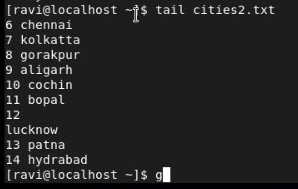 [ravi@localhost ~]$ tail cities2.txt
6 chennai
7 kolkatta
8 gorakpur
9 aligarh
10 cochin
11 bopal
12
lucknow
13 patna
14 hydrabad
[ravi@localhost ~]$ g